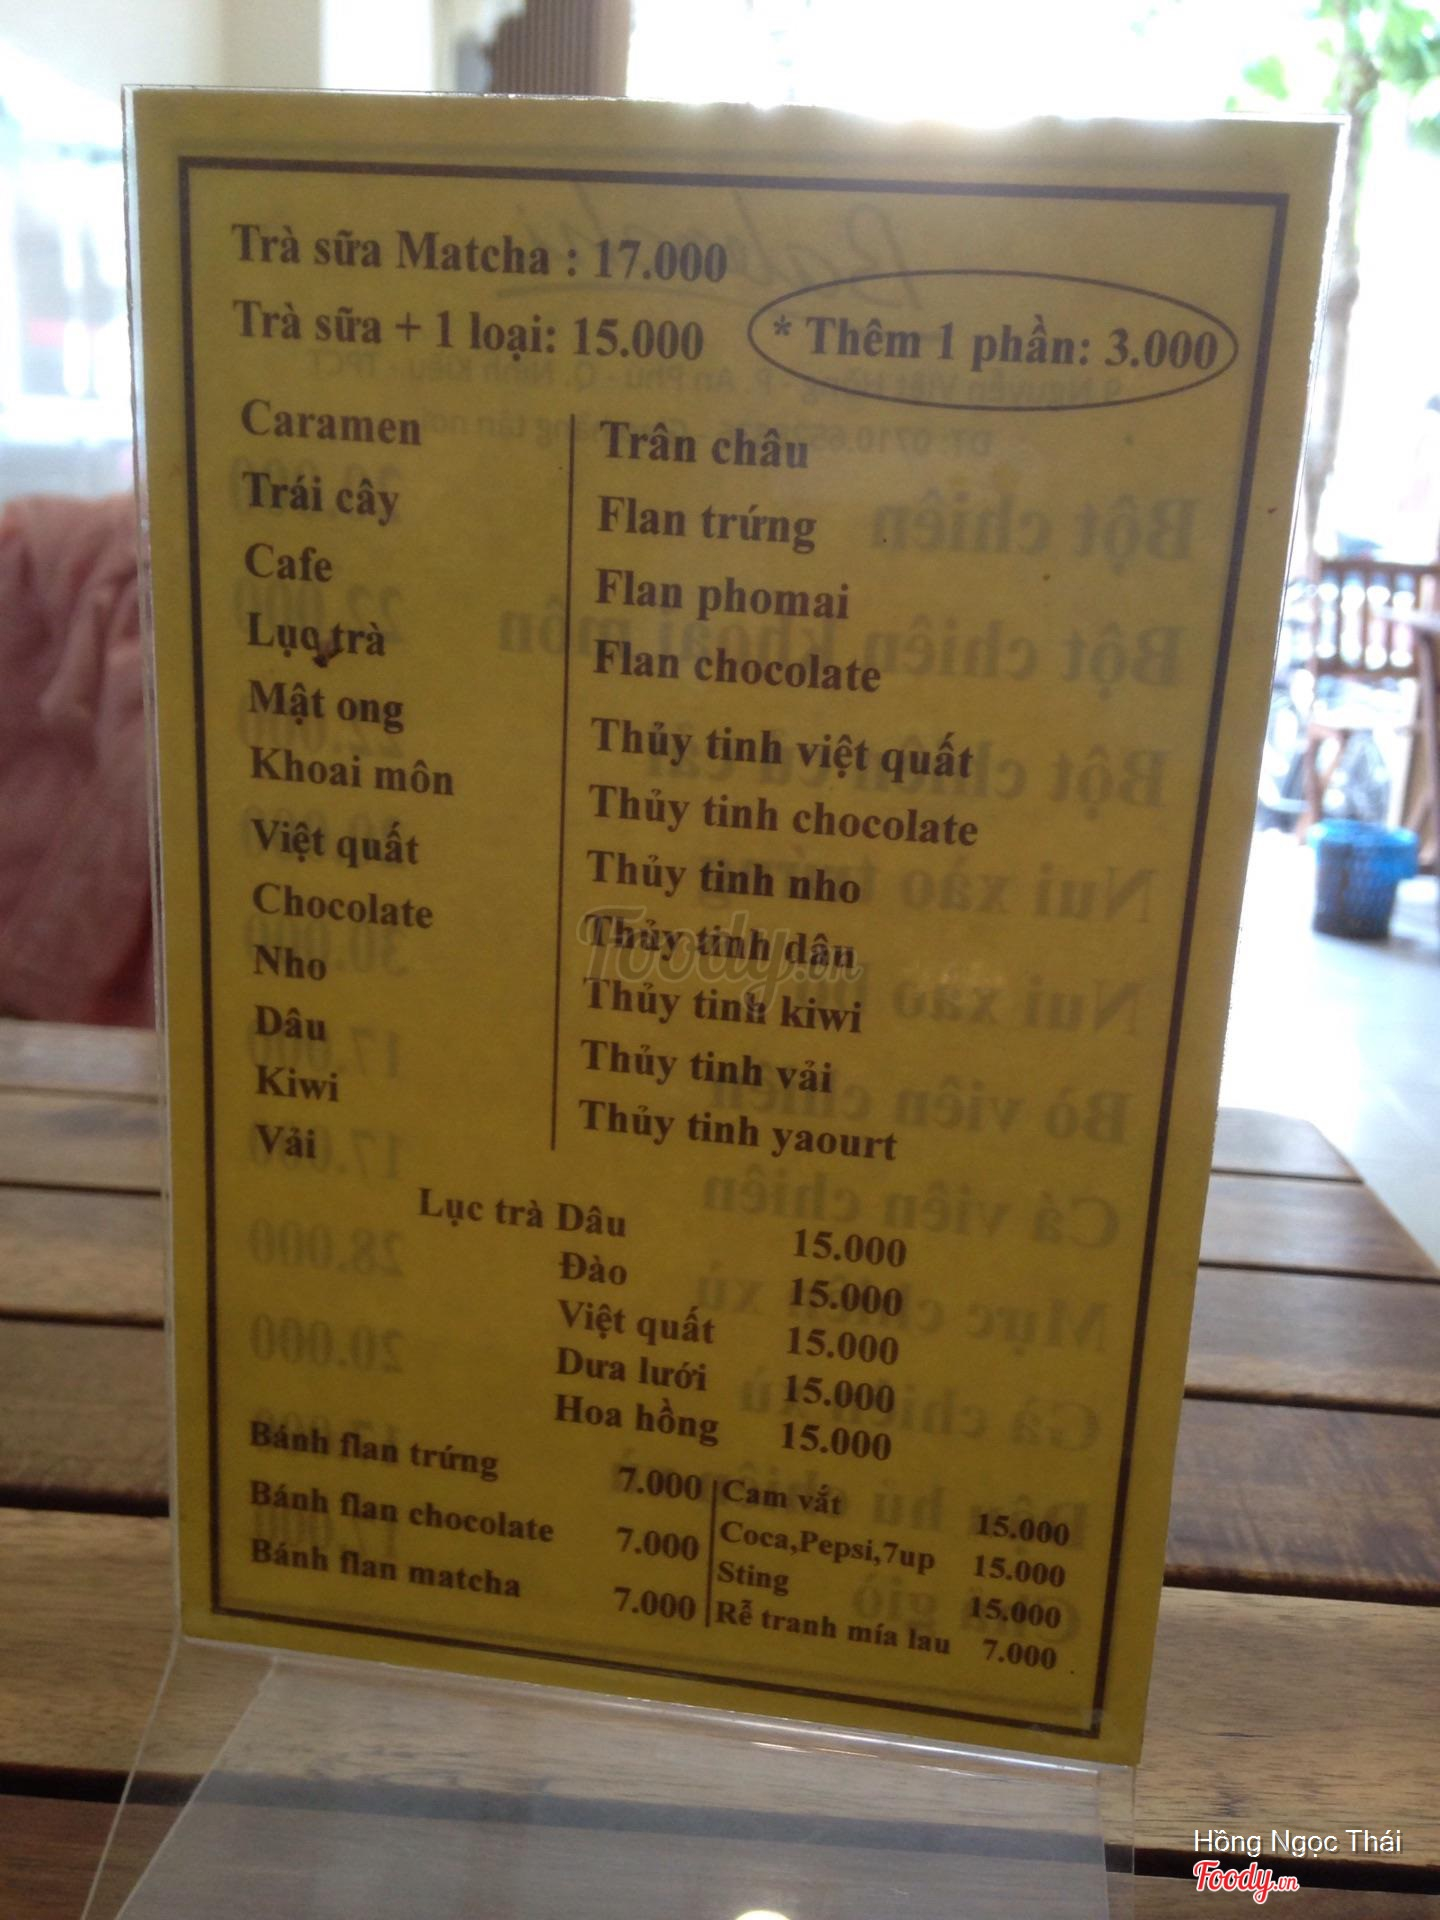 Trà sữa Matcha : 17.000
Trà sữa + 1 loại: 15.000
* Thêm 1 phần: 3.000
Caramen
Trái cây
Cafe
Lục trà
Mật ong
Khoai môn
Việt quất
Chocolate
Nho
Dâu
Kiwi
Vải
Trân châu
Flan trứng
Flan phomai
Flan chocolate
Thủy tinh việt quất
Thủy tinh chocolate
Thủy tinh nho
Thủy tinh dâu
Thủy tinh kiwi
Thủy tinh vải
Thủy tinh yaourt
Lục trà Dâu 15.000
Đào 15.000
Việt quất 15.000
Dưa lưới 15.000
Hoa hồng 15.000
Bánh flan trứng 7.000
Bánh flan chocolate 7.000
Bánh flan matcha 7.000
Cam vắt 15.000
Coca,Pepsi,7up 15.000
Sting 15.000
Rễ tranh mía lau 7.000
Foody.vn
Hồng Ngọc Thái
Foody.vn